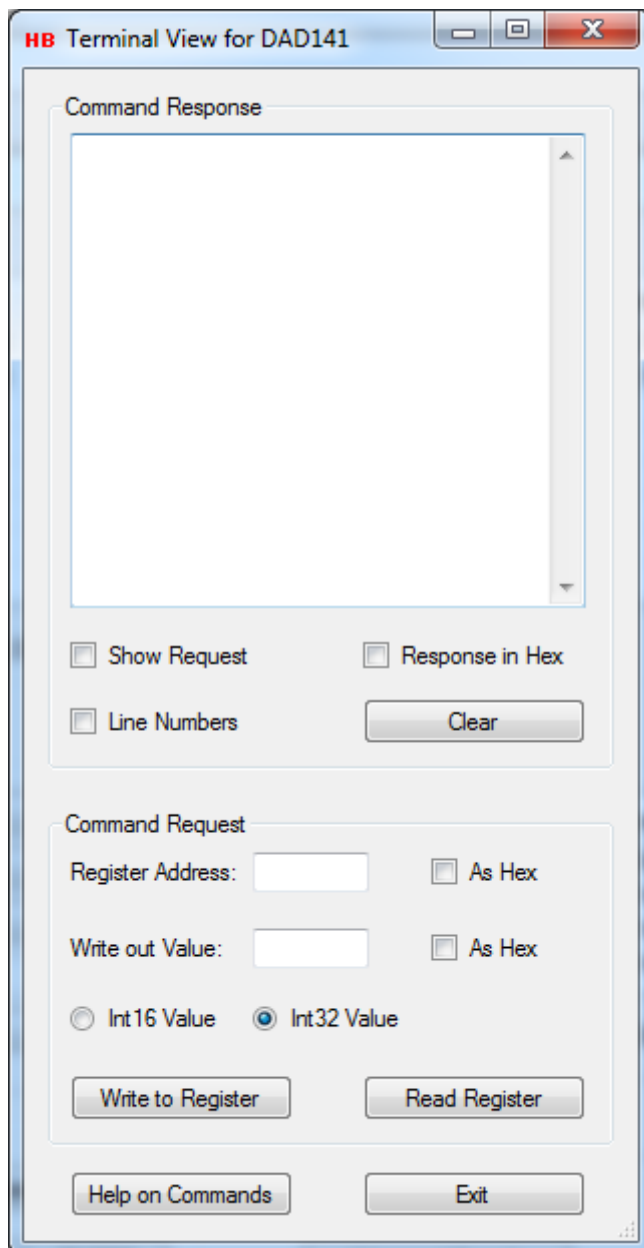 HB Terminal View for DAD141
Command Response
Show Request Response in Hex
Line Numbers Clear
Command Request
Register Address: As Hex
Write out Value: As Hex
Int16 Value Int32 Value
Write to Register Read Register
Help on Commands Exit